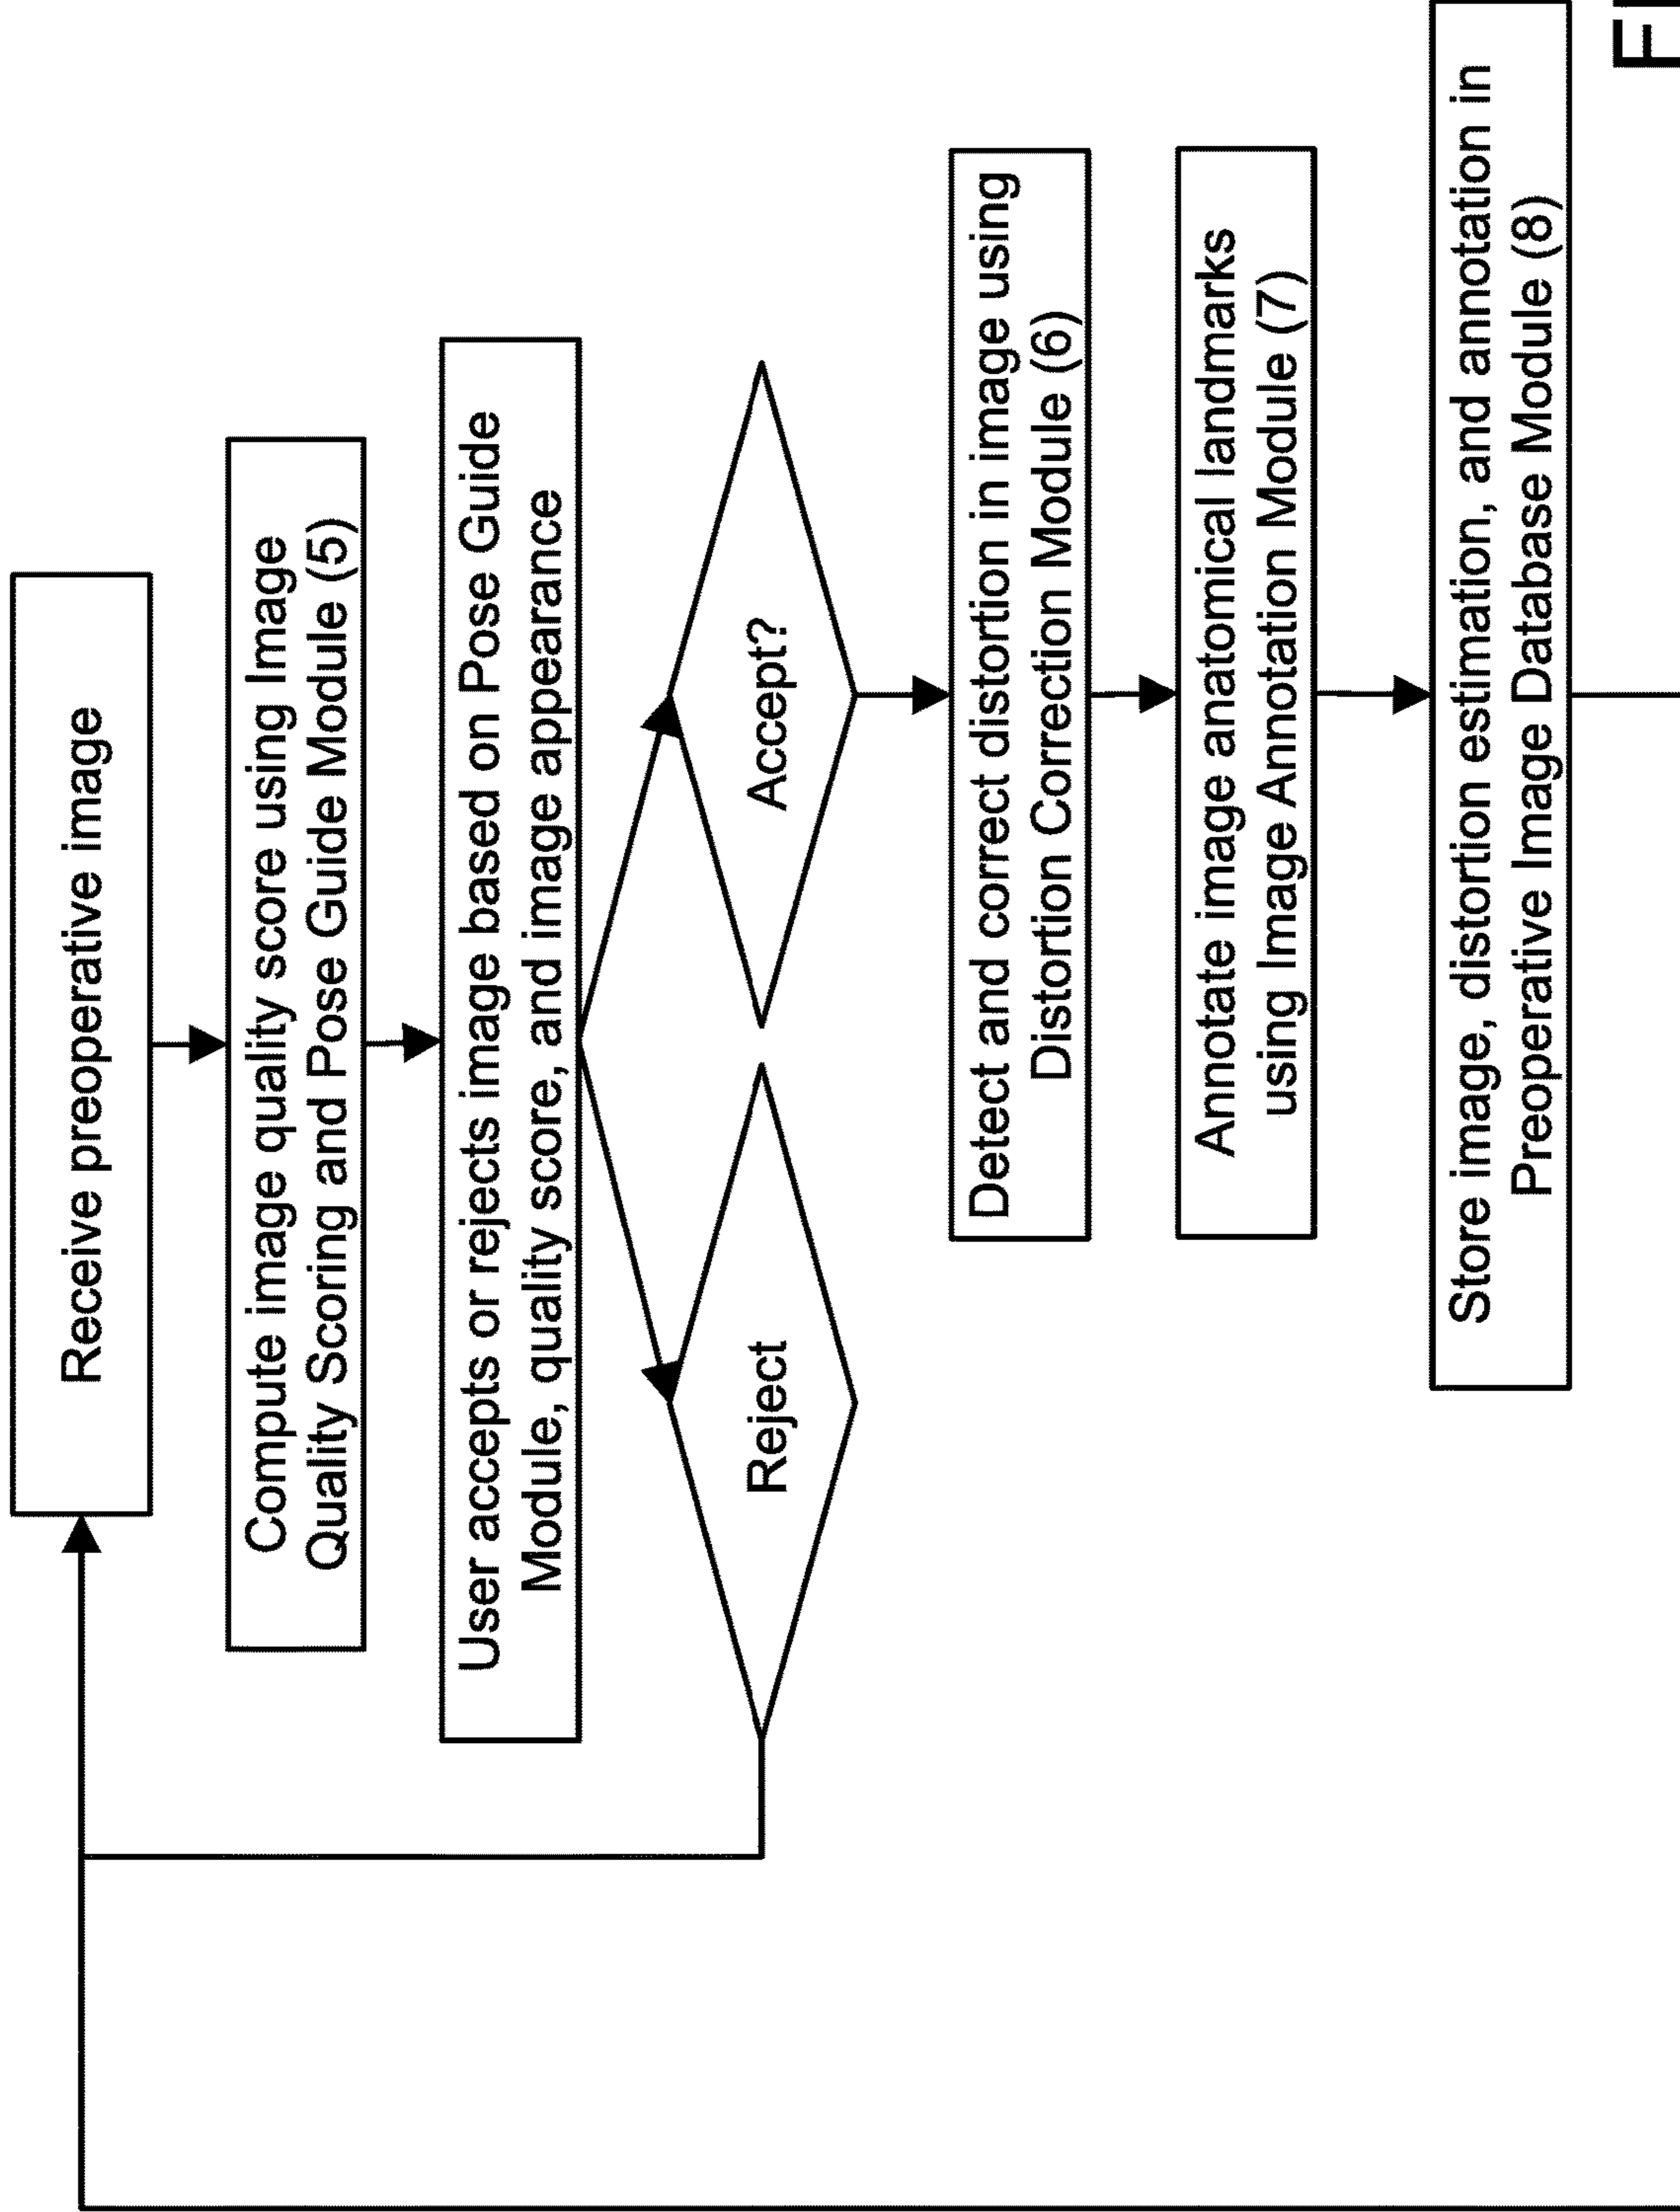 Receive preoperative image
Compute image quality score using Image
Quality Scoring and Pose Guide Module (5)
User accepts or rejects image based on Pose Guide
Module, quality score, and image appearance
Reject
Accept?
Detect and correct distortion in image using
Distortion Correction Module (6)
Annotate image anatomical landmarks
using Image Annotation Module (7)
Store image, distortion estimation, and annotation in
Preoperative Image Database Module (8)